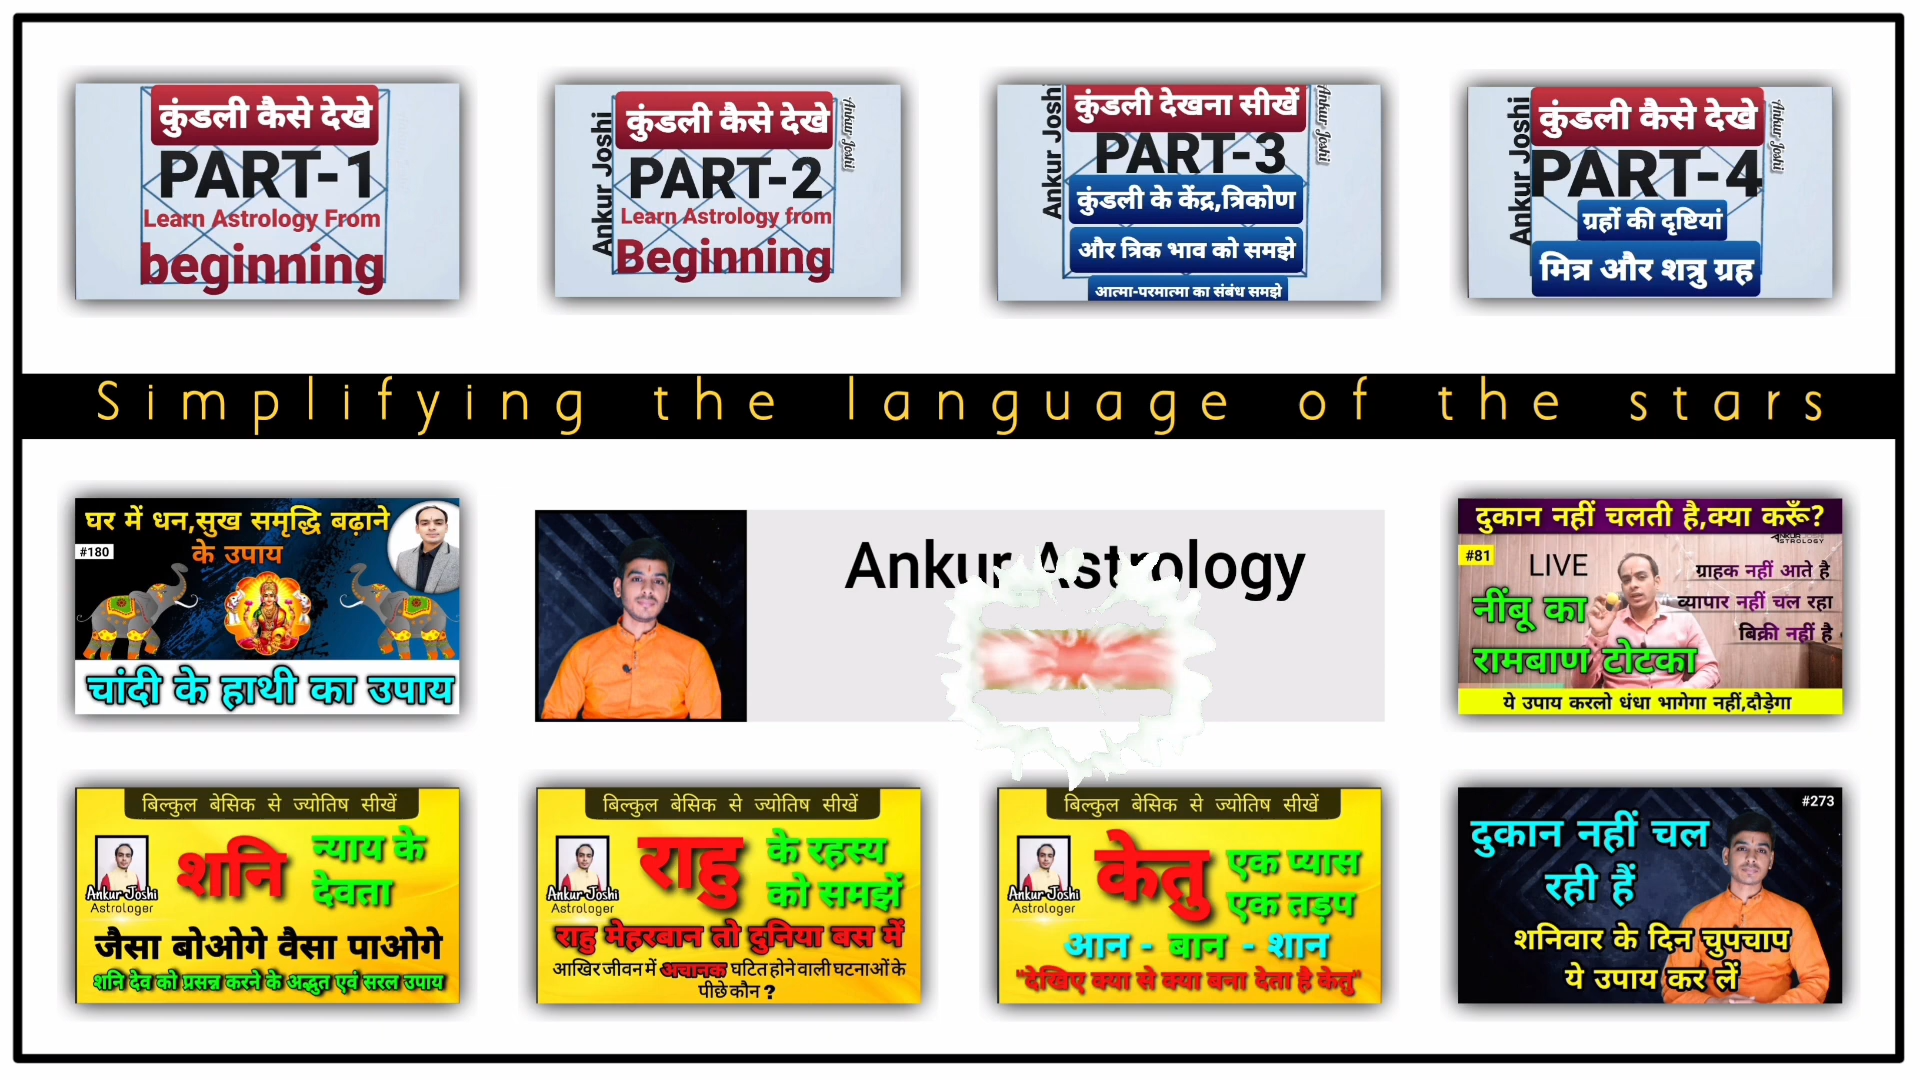 कुंडली कैसे देखे
PART-1
Learn Astrology From
beginning
Ankur Joshi
कुंडली कैसे देखे
Ankur Joshi
PART-2
Learn Astrology from
Beginning
Ankur Joshi
कुंडली देखना सीखें
Ankur Joshi
PART-3
कुंडली के केंद्र,त्रिकोण
और त्रिक भाव को समझे
आत्मा-परमात्मा का संबंध समझे
Ankur Joshi
कुंडली कैसे देखे
Ankur Joshi
PART-4
ग्रहों की दृष्टियां
मित्र और शत्रु ग्रह
Simplifying the language of the stars
घर में धन,सुख समृद्धि बढ़ाने
के उपाय
#180
चांदी के हाथी का उपाय
Ankur Astrology
दुकान नहीं चलती है,क्या करूँ?
ANKUR JOSHI
ASTROLOGY
#81
LIVE
ग्राहक नहीं आते है
नींबू का
व्यापार नहीं चल रहा
बिक्री नहीं है
रामबाण टोटका
ये उपाय करलो धंधा भागेगा नहीं,दौड़ेगा
बिल्कुल बेसिक से ज्योतिष सीखें
शनि
न्याय के
देवता
Ankur Joshi
Astrologer
जैसा बोओगे वैसा पाओगे
शनि देव को प्रसन्न करने के अद्भुत एवं सरल उपाय
बिल्कुल बेसिक से ज्योतिष सीखें
राहु
के रहस्य
को समझें
Ankur Joshi
Astrologer
राहु मेहरबान तो दुनिया बस में
आखिर जीवन में अचानक घटित होने वाली घटनाओं के
पीछे कौन ?
बिल्कुल बेसिक से ज्योतिष सीखें
केतु
एक प्यास
एक तड़प
Ankur Joshi
Astrologer
आन - बान - शान
"देखिए क्या से क्या बना देता है केतु"
#273
दुकान नहीं चल
रही हैं
शनिवार के दिन चुपचाप
ये उपाय कर लें